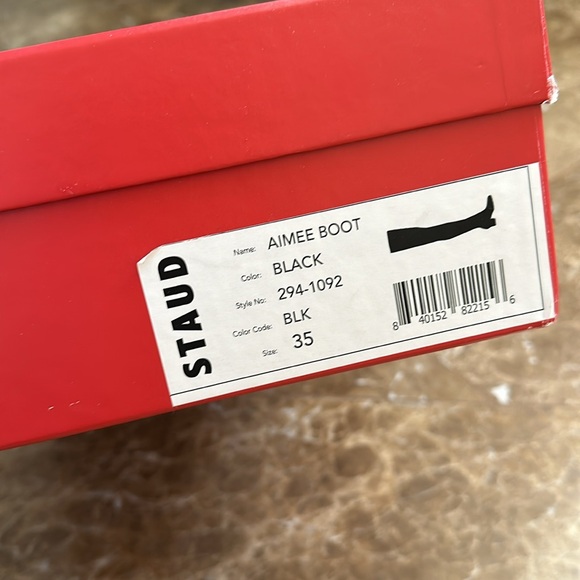 STAUD
Name: AIMEE BOOT
Color: BLACK
Style No: 294-1092
Color Code: BLK
Size: 35
8 40152 82215 6